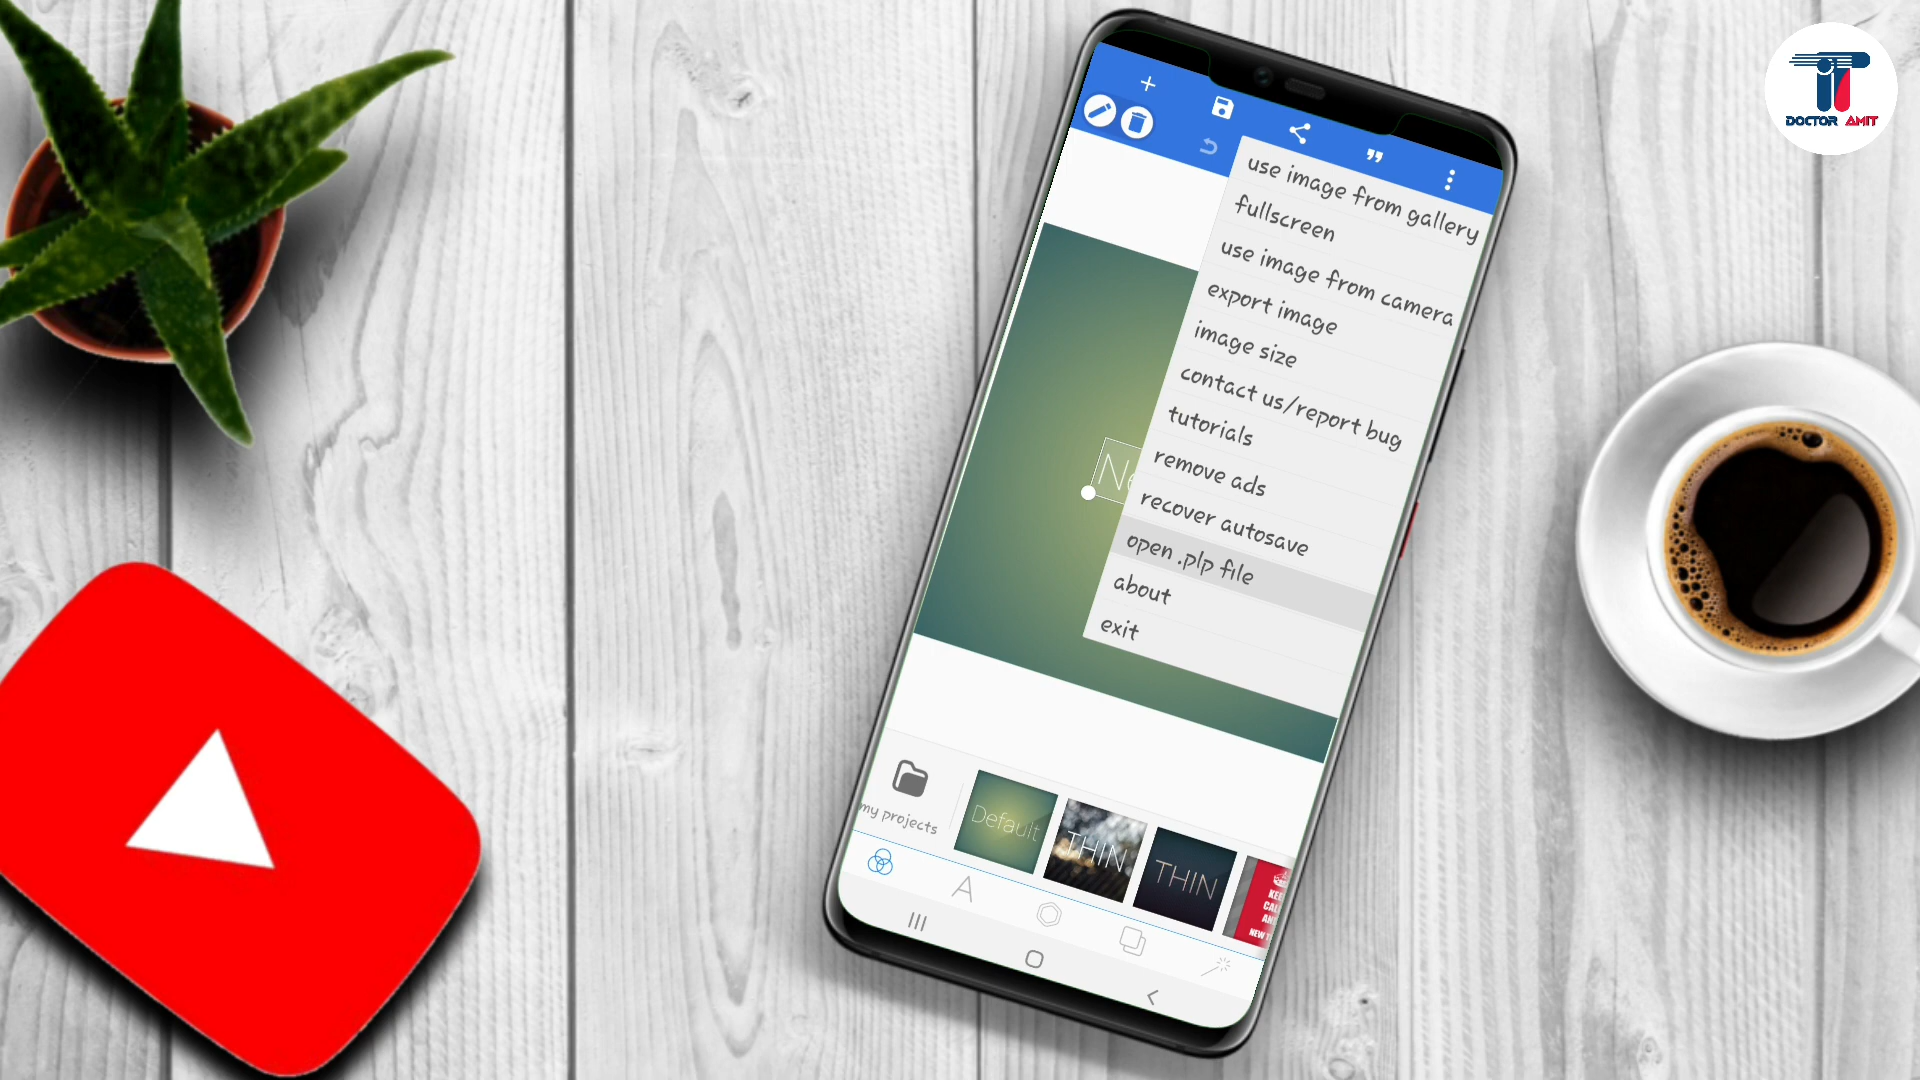 DOCTOR AMIT
use image from gallery
fullscreen
use image from camera
export image
image size
contact us/report bug
tutorials
remove ads
recover autosave
open .plp file
about
exit
my projects
Default
THIN
THIN
NEW